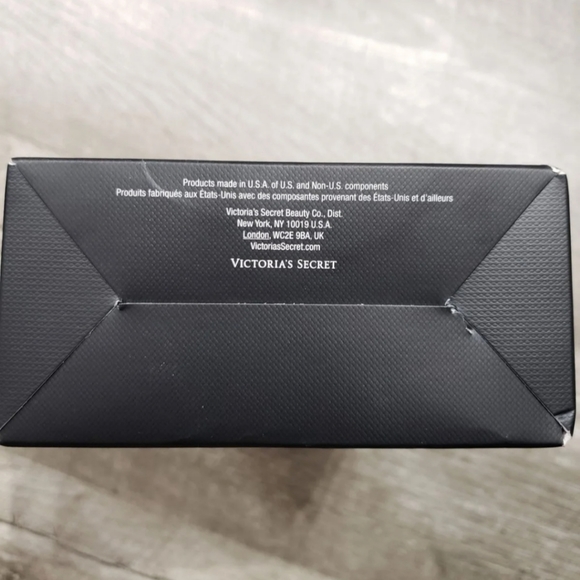 Products made in U.S.A. of U.S. and Non-U.S. components
Produits fabriqués aux États-Unis avec des composantes provenant des États-Unis et d'ailleurs
Victoria's Secret Beauty Co., Dist.
New York, NY 10019 U.S.A.
London, WC2E 9BA, UK
VictoriasSecret.com
VICTORIA'S SECRET